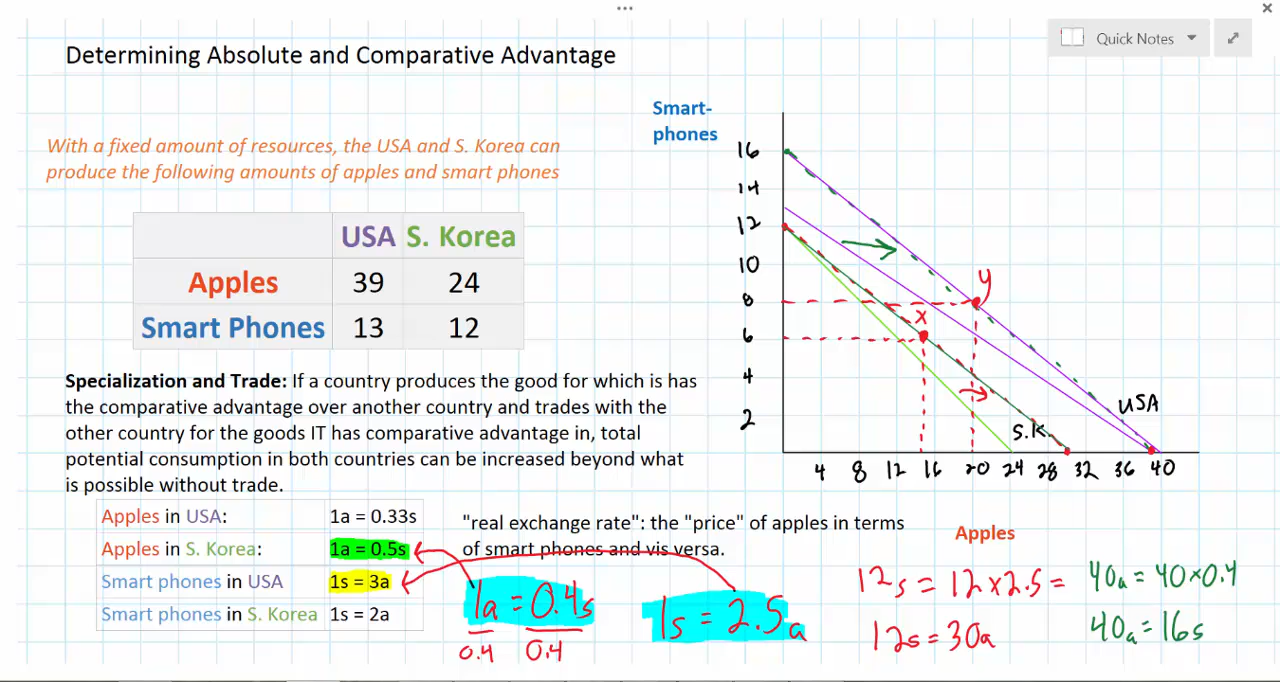 Quick Notes
Determining Absolute and Comparative Advantage
With a fixed amount of resources, the USA and S. Korea can
produce the following amounts of apples and smart phones
USA S. Korea
Apples 39 24
Smart Phones 13 12
Specialization and Trade: If a country produces the good for which is has
the comparative advantage over another country and trades with the
other country for the goods IT has comparative advantage in, total
potential consumption in both countries can be increased beyond what
is possible without trade.
Apples in USA: 1a = 0.33s
Apples in S. Korea: 1a = 0.5s
Smart phones in USA 1s = 3a
Smart phones in S. Korea 1s = 2a
"real exchange rate": the "price" of apples in terms
of smart phones and vis versa.
1a = 0.4s
0.4 0.4
1s = 2.5a
Smart-
phones
16
14
12
10
8
6
4
2
y
x
USA
S.K
4 8 12 16 20 24 28 32 36 40
Apples
12s = 12x2.5 =
12s = 30a
40a = 40x0.4
40a = 16s